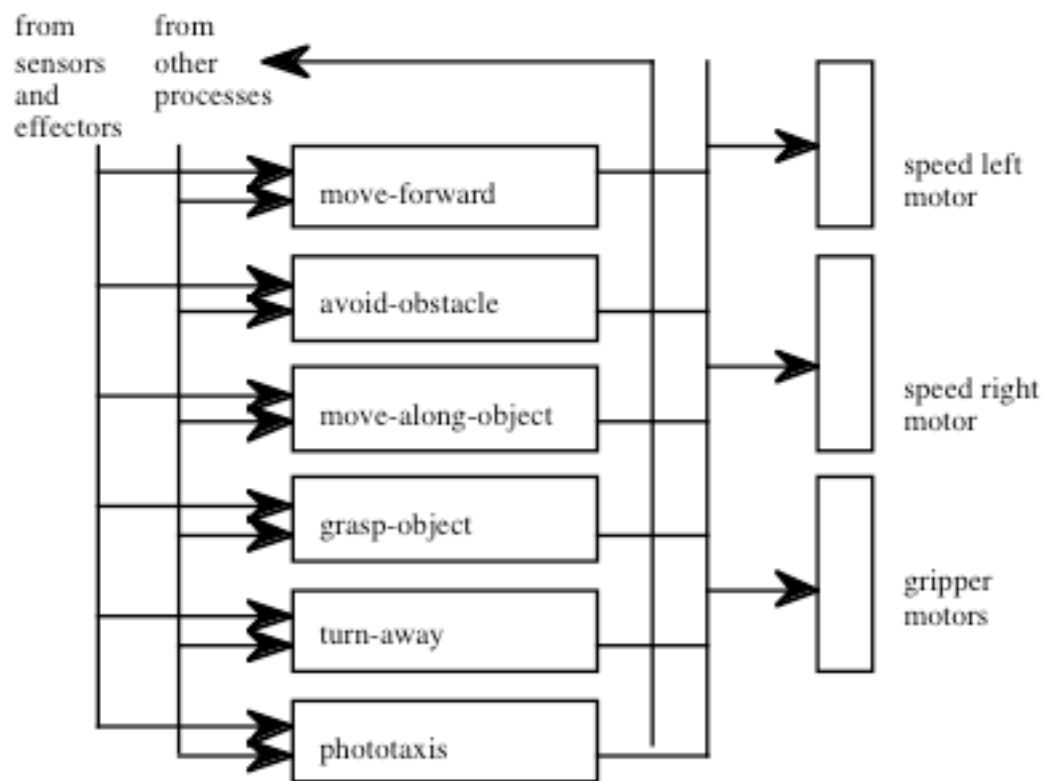 from
sensors
and
effectors
from
other
processes
move-forward
avoid-obstacle
move-along-object
grasp-object
turn-away
phototaxis
speed left
motor
speed right
motor
gripper
motors